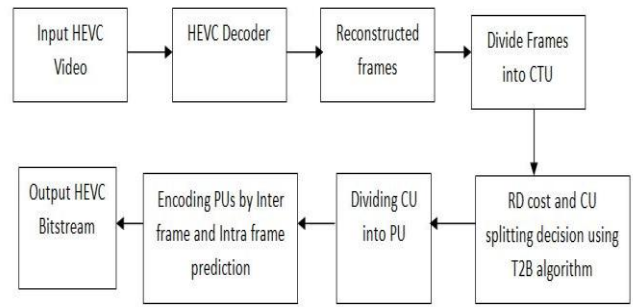 Input HEVC
Video
HEVC Decoder
Reconstructed
frames
Divide Frames
into CTU
RD cost and CU
splitting decision using
T2B algorithm
Dividing CU
into PU
Encoding PUs by Inter
frame and Intra frame
prediction
Output HEVC
Bitstream